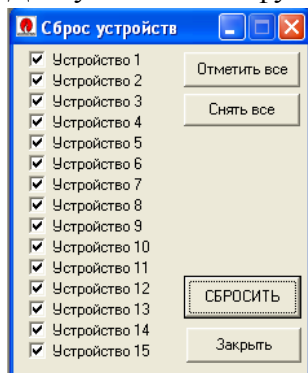 Сброс устройств
Устройство 1
Устройство 2
Устройство 3
Устройство 4
Устройство 5
Устройство 6
Устройство 7
Устройство 8
Устройство 9
Устройство 10
Устройство 11
Устройство 12
Устройство 13
Устройство 14
Устройство 15
Отметить все
Снять все
СБРОСИТЬ
Закрыть